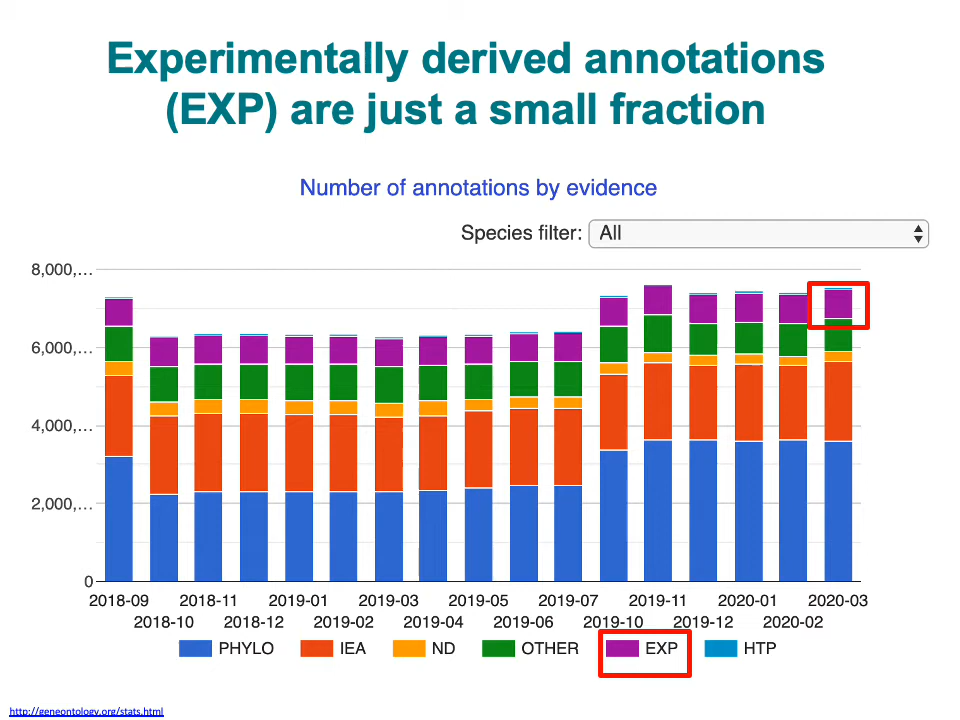 Experimentally derived annotations
(EXP) are just a small fraction
Number of annotations by evidence
Species filter: All
8,000,...
6,000,...
4,000,...
2,000,...
0
2018-09 2018-11 2019-01 2019-03 2019-05 2019-07 2019-11 2020-01 2020-03
2018-10 2018-12 2019-02 2019-04 2019-06 2019-10 2019-12 2020-02
PHYLO IEA ND OTHER EXP HTP
http://geneontology.org/stats.html